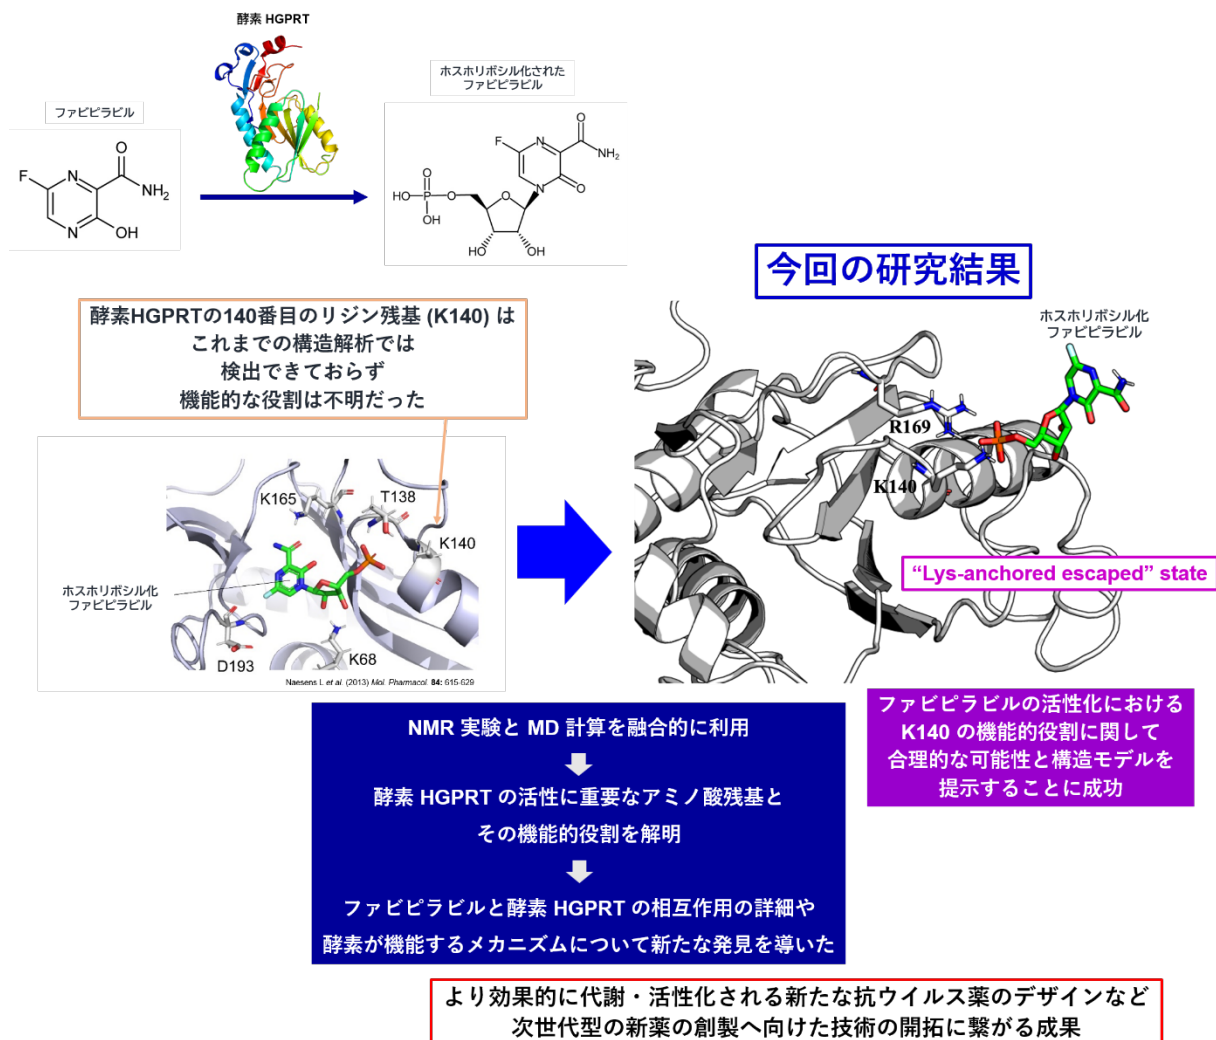 酵素 HGPRT
ファビピラビル
ホスホリボシル化された
ファビピラビル
F
N
O
NH2
N
OH
F
N
O
NH2
N
O
O
HO
P
O
OH
O
HO
OH
今回の研究結果
酵素HGPRTの140番目のリジン残基 (K140) は
これまでの構造解析では
検出できておらず
機能的な役割は不明だった
K165
T138
K140
ホスホリボシル化
ファビピラビル
D193
K68
Naesens L et al. (2013) Mol. Pharmacol. 84: 615-629
ホスホリボシル化
ファビピラビル
R169
K140
“Lys-anchored escaped” state
ファビピラビルの活性化における
K140 の機能的役割に関して
合理的な可能性と構造モデルを
提示することに成功
NMR 実験と MD 計算を融合的に利用
酵素 HGPRT の活性に重要なアミノ酸残基と
その機能的役割を解明
ファビピラビルと酵素 HGPRT の相互作用の詳細や
酵素が機能するメカニズムについて新たな発見を導いた
より効果的に代謝・活性化される新たな抗ウイルス薬のデザインなど
次世代型の新薬の創製へ向けた技術の開拓に繋がる成果